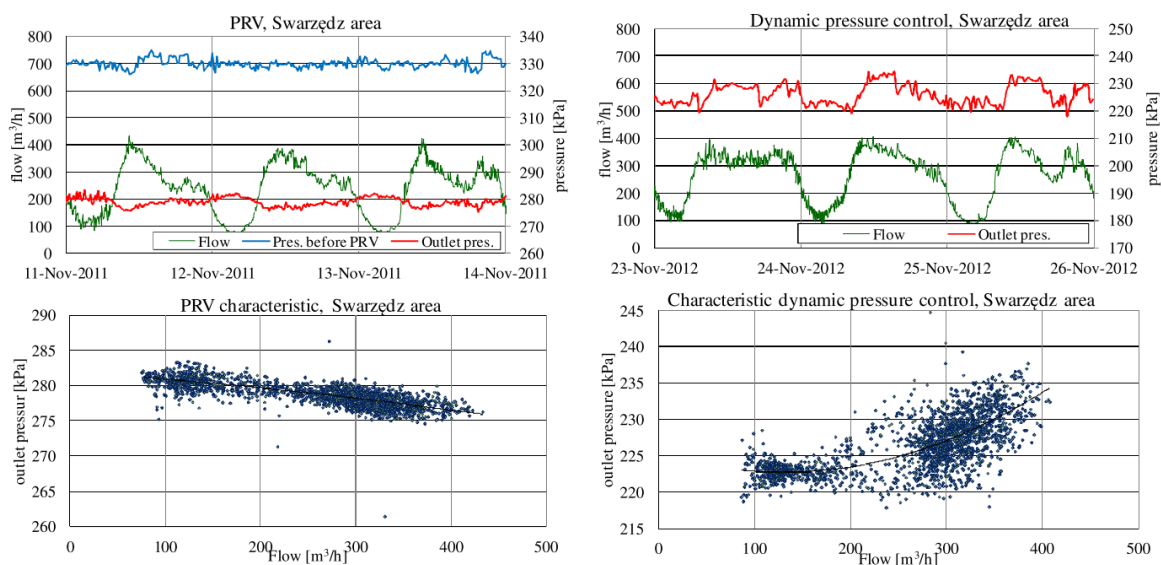 PRV, Swarzędz area
800
700
600
500
400
300
200
100
0
flow [m³/h]
340
330
320
310
300
290
280
270
260
pressure [kPa]
Flow
Pres. before PRV
Outlet pres.
11-Nov-2011
12-Nov-2011
13-Nov-2011
14-Nov-2011
Dynamic pressure control, Swarzędz area
800
700
600
500
400
300
200
100
0
flow [m³/h]
250
240
230
220
210
200
190
180
170
pressure [kPa]
Flow
Outlet pres.
23-Nov-2012
24-Nov-2012
25-Nov-2012
26-Nov-2012
PRV characteristic, Swarzędz area
290
285
280
275
270
265
260
outlet pressur [kPa]
0
100
200
300
400
500
Flow [m³/h]
Characteristic dynamic pressure control, Swarzędz area
245
240
235
230
225
220
215
outlet pressure [kPa]
0
100
200
300
400
500
Flow [m³/h]